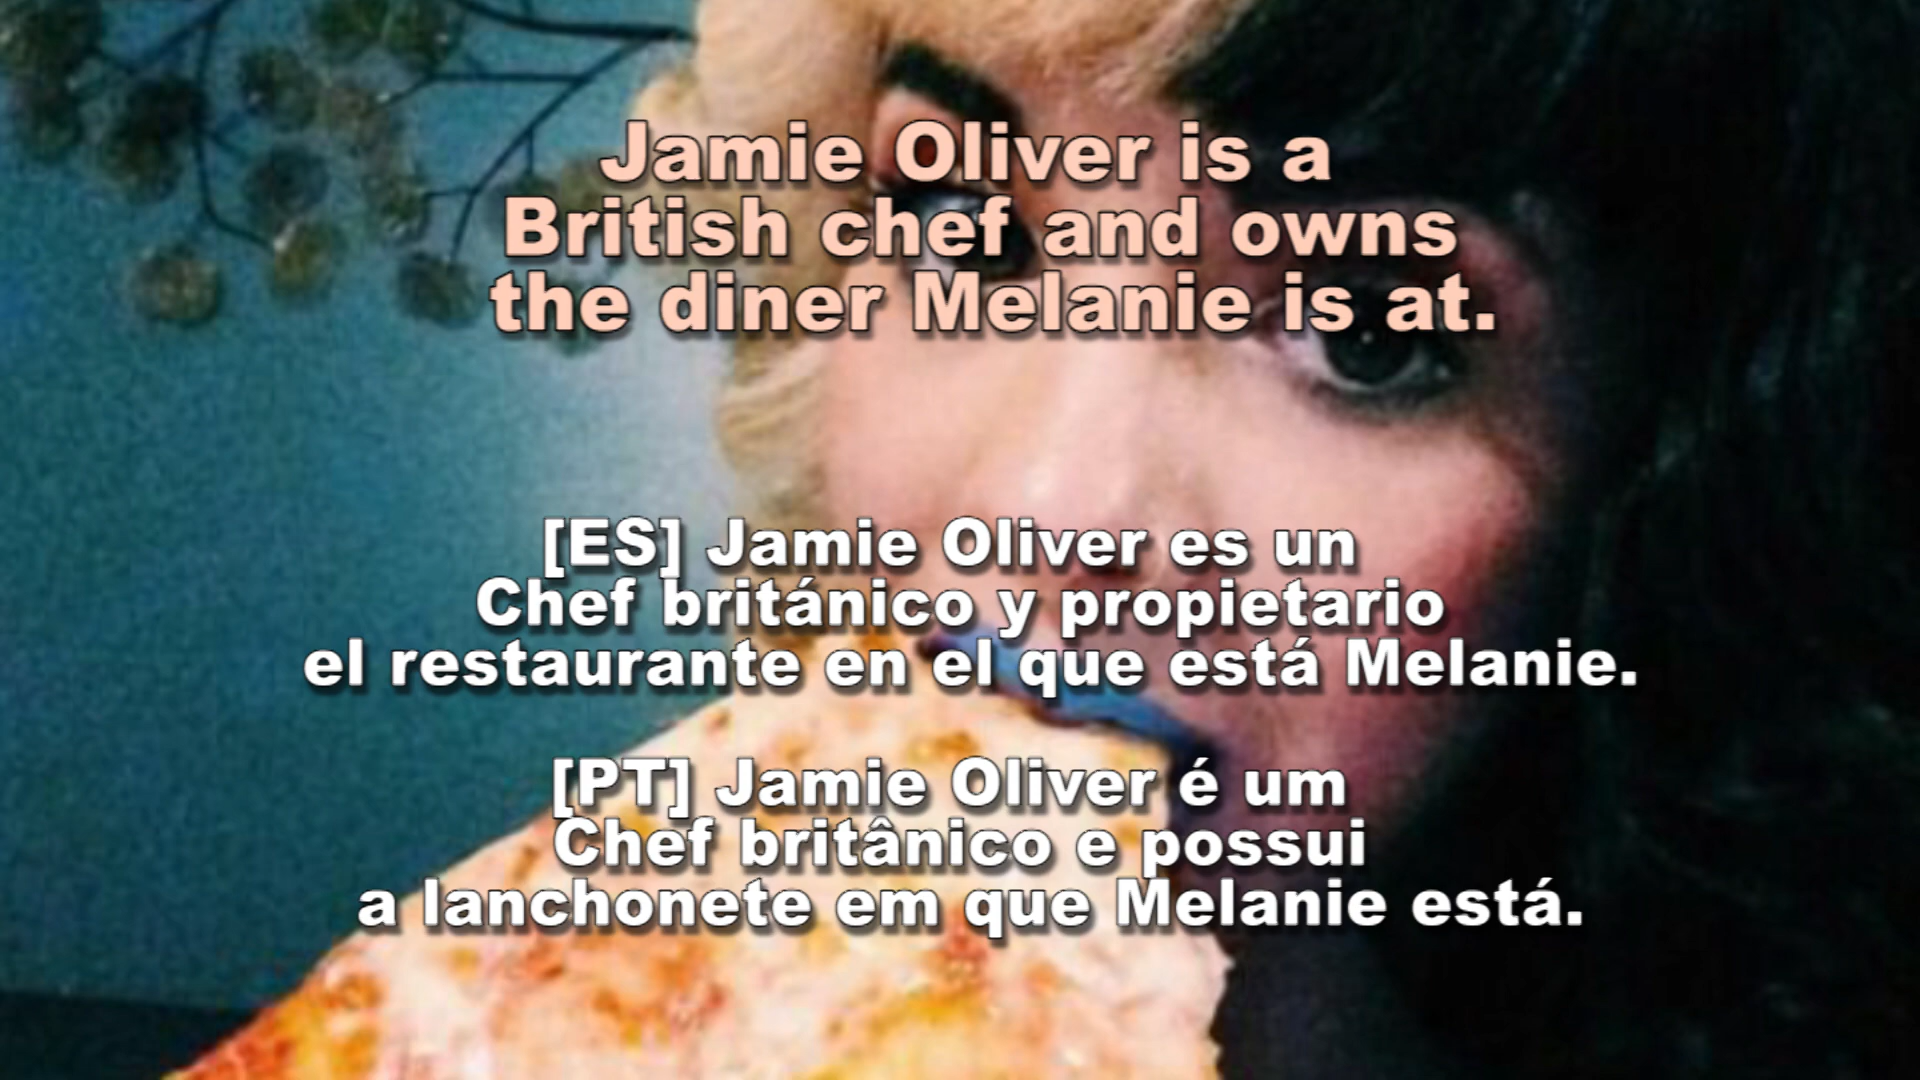 Jamie Oliver is a
British chef and owns
the diner Melanie is at.
[ES] Jamie Oliver es un
Chef británico y propietario
el restaurante en el que está Melanie.
[PT] Jamie Oliver é um
Chef britânico e possui
a lanchonete em que Melanie está.